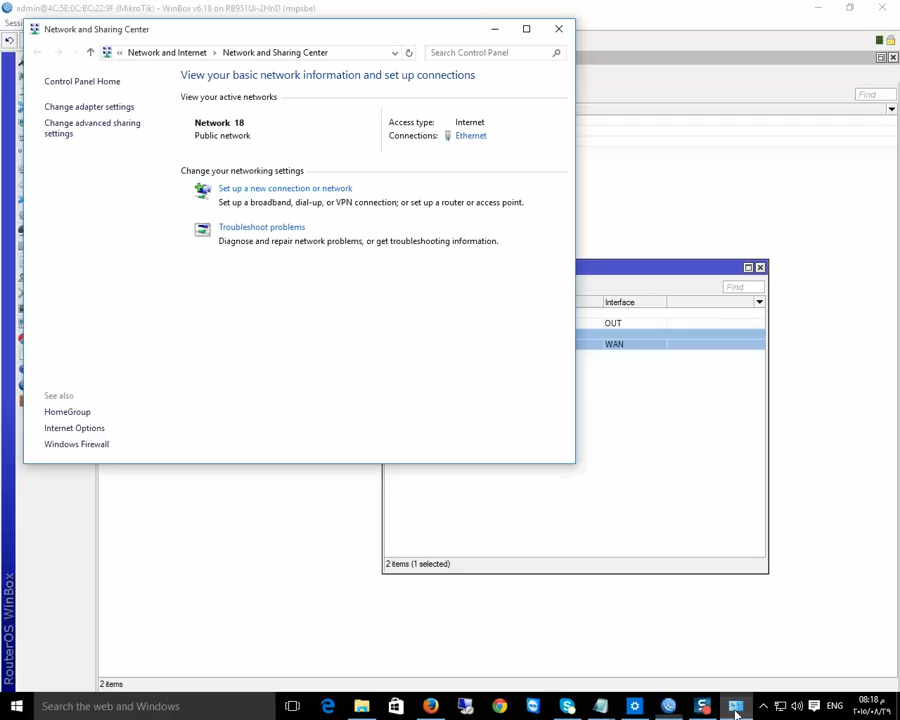 admin@4C:5E:0C:BC:22:9F (MikroTik) - WinBox v6.18 on RB951Ui-2HnD (mipsbe)
Network and Sharing Center
Network and Internet
Network and Sharing Center
Search Control Panel
Control Panel Home
Change adapter settings
Change advanced sharing
settings
View your basic network information and set up connections
View your active networks
Network 18
Public network
Access type:
Internet
Connections:
Ethernet
Change your networking settings
Set up a new connection or network
Set up a broadband, dial-up, or VPN connection; or set up a router or access point.
Troubleshoot problems
Diagnose and repair network problems, or get troubleshooting information.
See also
HomeGroup
Internet Options
Windows Firewall
Find
Find
Interface
OUT
WAN
2 items (1 selected)
RouterOS WinBox
2 items
Search the web and Windows
ENG
08:18 م
٢٠١٥/٠٨/٢٩